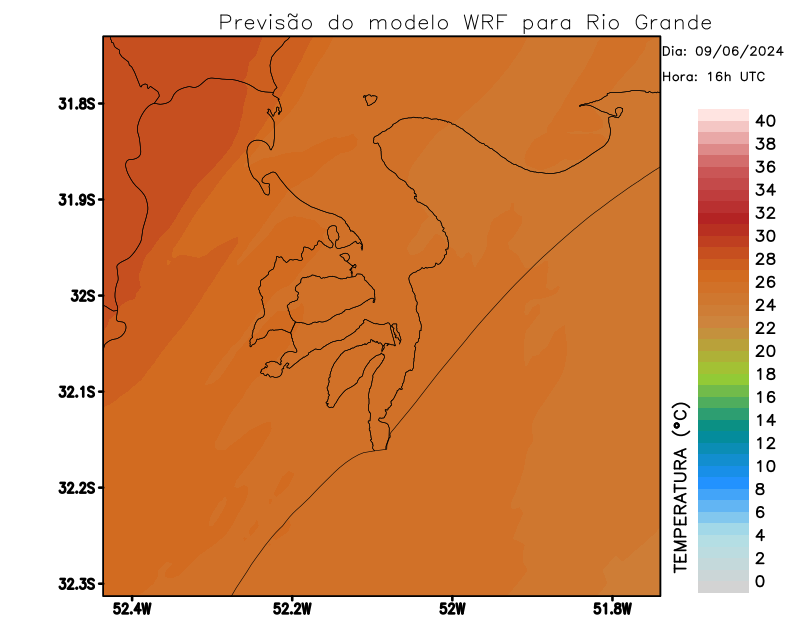 Previsão do modelo WRF para Rio Grande
Dia: 09/06/2024
Hora: 16h UTC
31.8S
31.9S
32S
32.1S
32.2S
32.3S
52.4W
52.2W
52W
51.8W
TEMPERATURA (°C)
40
38
36
34
32
30
28
26
24
22
20
18
16
14
12
10
8
6
4
2
0